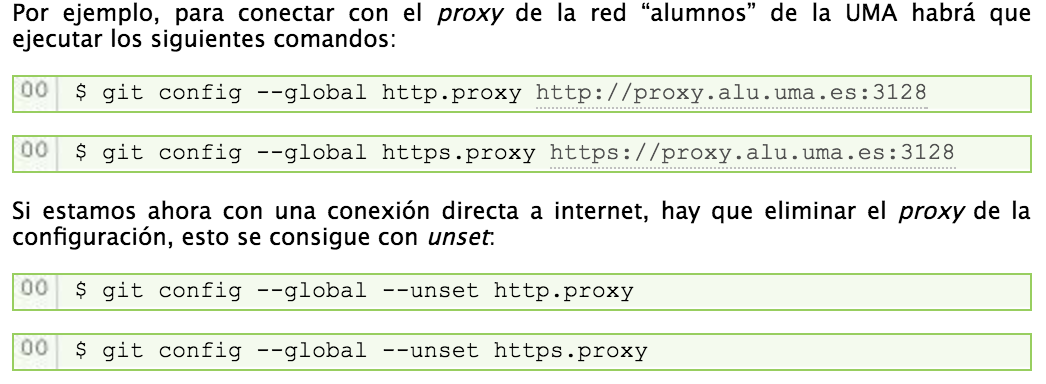 Por ejemplo, para conectar con el proxy de la red “alumnos” de la UMA habrá que
ejecutar los siguientes comandos:
00 $ git config --global http.proxy http://proxy.alu.uma.es:3128
00 $ git config --global https.proxy https://proxy.alu.uma.es:3128
Si estamos ahora con una conexión directa a internet, hay que eliminar el proxy de la
configuración, esto se consigue con unset:
00 $ git config --global --unset http.proxy
00 $ git config --global --unset https.proxy